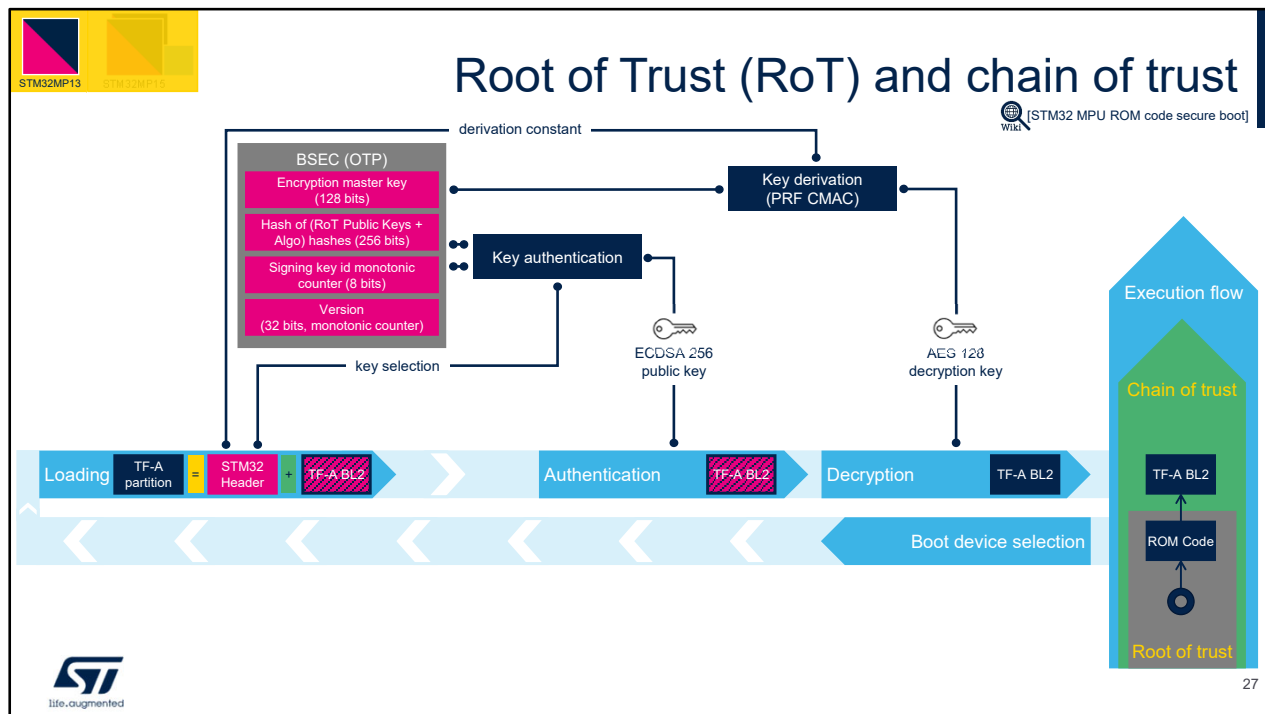 STM32MP13
STM32MP15
Root of Trust (RoT) and chain of trust
Wiki
[STM32 MPU ROM code secure boot]
derivation constant
BSEC (OTP)
Encryption master key
(128 bits)
Hash of (RoT Public Keys +
Algo) hashes (256 bits)
Signing key id monotonic
counter (8 bits)
Version
(32 bits, monotonic counter)
Key derivation
(PRF CMAC)
Key authentication
key selection
ECDSA 256
public key
AES 128
decryption key
Execution flow
Chain of trust
Loading
TF-A
partition
=
STM32
Header
+
TF-A BL2
Authentication
TF-A BL2
Decryption
TF-A BL2
TF-A BL2
Boot device selection
ROM Code
Root of trust
ST
life.augmented
27